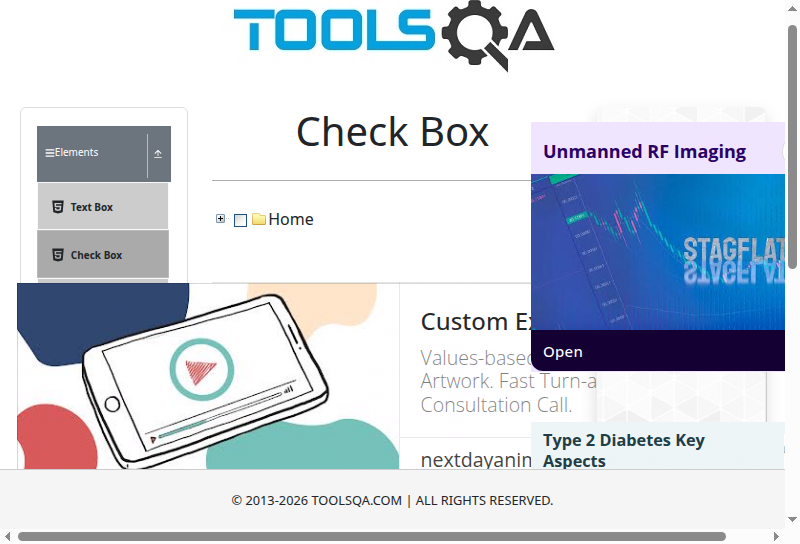 TOOLSQA
Check Box
Elements
Text Box
Check Box
Home
Unmanned RF Imaging
STAGFLAT
Open
Custom Ex
Values-based
Artwork. Fast Turn-a
Consultation Call.
nextdayanin
Type 2 Diabetes Key
Aspects
© 2013-2026 TOOLSQA.COM | ALL RIGHTS RESERVED.